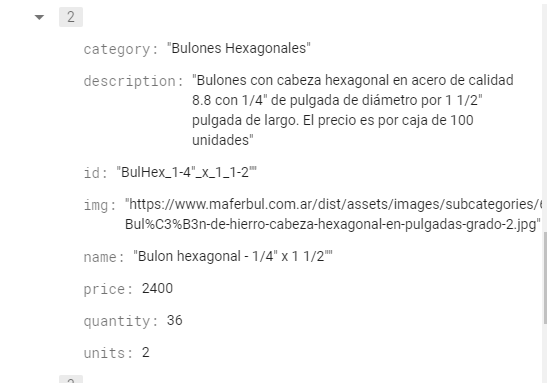 2
category: "Bulones Hexagonales"
description: "Bulones con cabeza hexagonal en acero de calidad
8.8 con 1/4" de pulgada de diámetro por 1 1/2"
pulgada de largo. El precio es por caja de 100
unidades"
id: "BulHex_1-4"_x_1_1-2""
img: "https://www.maferbul.com.ar/dist/assets/images/subcategories/
Bul%C3%B3n-de-hierro-cabeza-hexagonal-en-pulgadas-grado-2.jpg"
name: "Bulon hexagonal - 1/4" x 1 1/2""
price: 2400
quantity: 36
units: 2